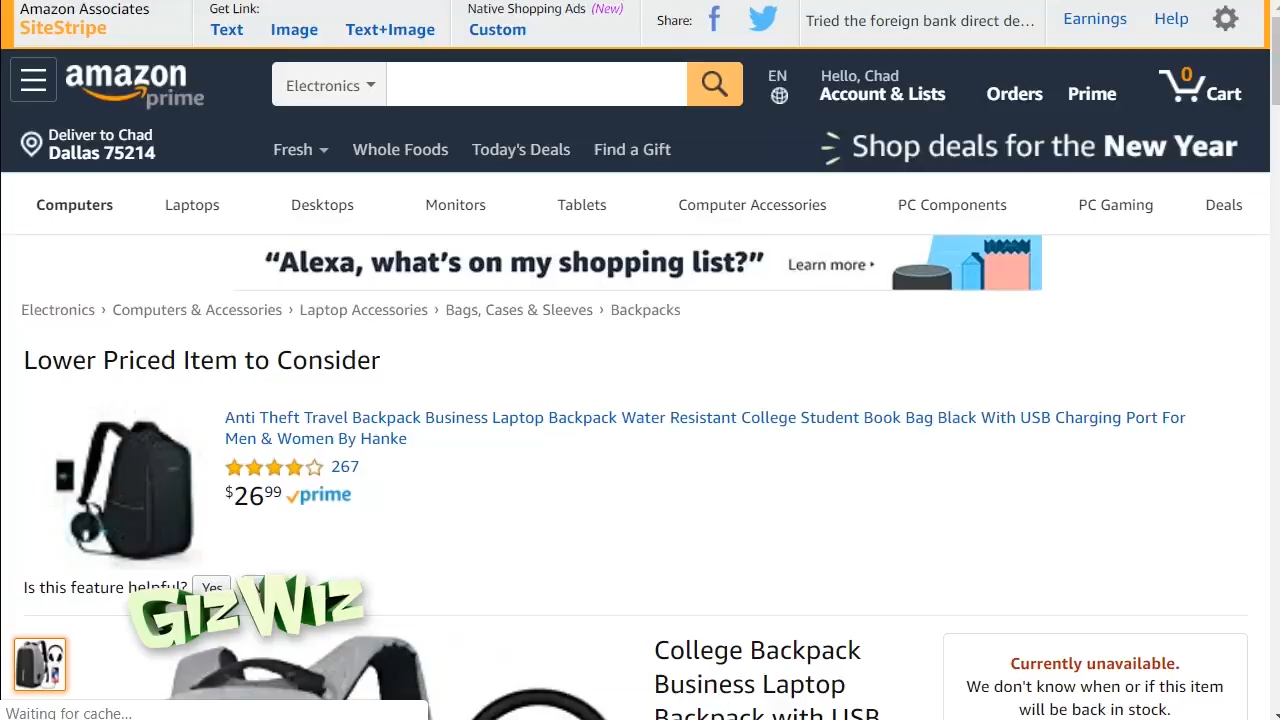 Amazon Associates
SiteStripe
Get Link:
Text Image Text+Image
Native Shopping Ads (New)
Custom
Share:
Tried the foreign bank direct de...
Earnings Help
amazon
prime
Electronics
EN
Hello, Chad
Account & Lists
Orders
Prime
0
Cart
Deliver to Chad
Dallas 75214
Fresh Whole Foods Today's Deals Find a Gift
Shop deals for the New Year
Computers Laptops Desktops Monitors Tablets Computer Accessories PC Components PC Gaming Deals
“Alexa, what’s on my shopping list?” Learn more
Electronics › Computers & Accessories › Laptop Accessories › Bags, Cases & Sleeves › Backpacks
Lower Priced Item to Consider
Anti Theft Travel Backpack Business Laptop Backpack Water Resistant College Student Book Bag Black With USB Charging Port For
Men & Women By Hanke
267
$26.99 prime
Is this feature helpful? Yes
GizWiz
College Backpack
Business Laptop
Backpack with USB
Currently unavailable.
We don't know when or if this item
will be back in stock.
Waiting for cache...